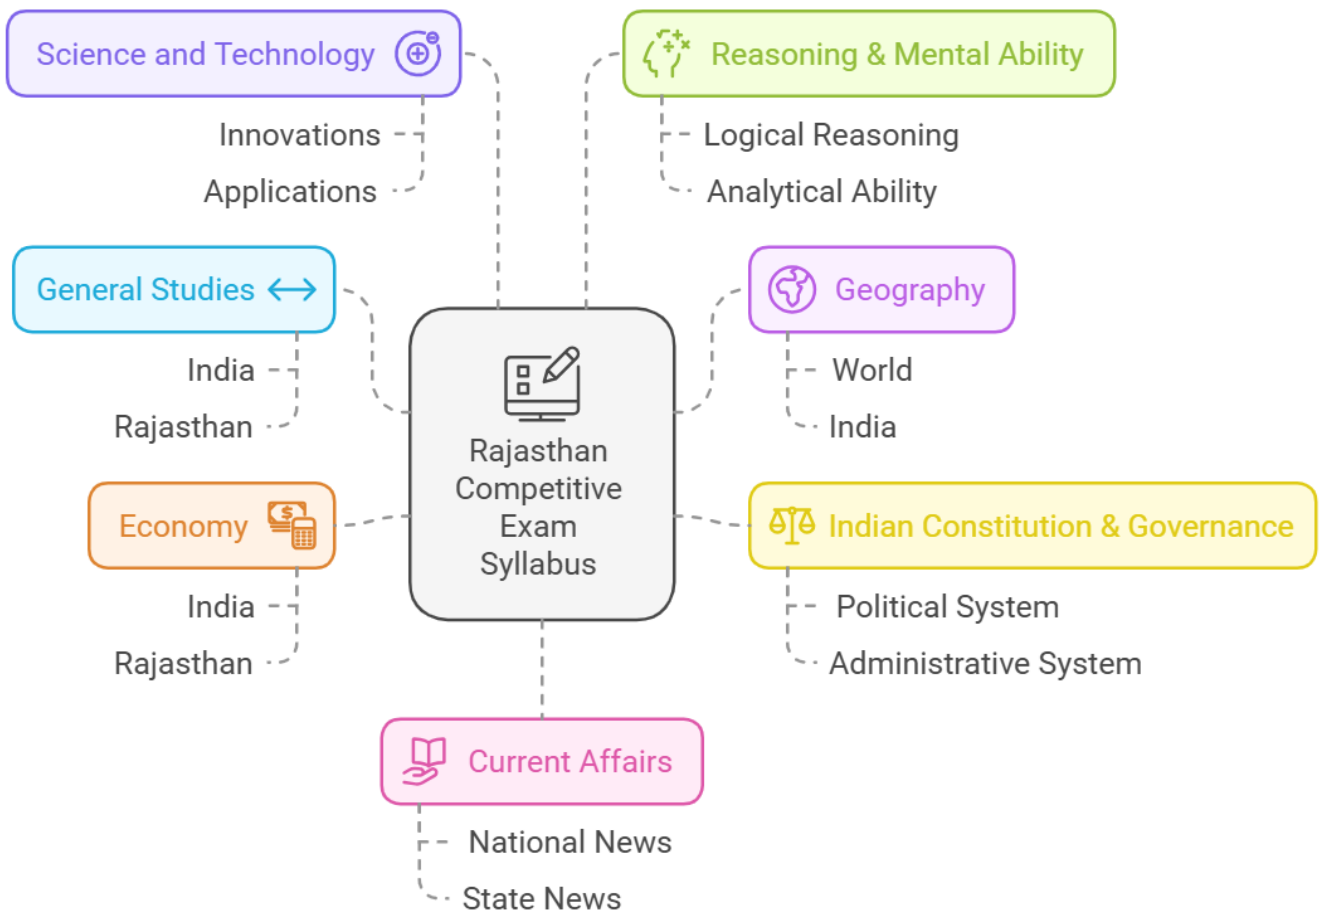 Science and Technology
Innovations
Applications
Reasoning & Mental Ability
Logical Reasoning
Analytical Ability
General Studies
India
Rajasthan
Geography
World
India
Rajasthan
Competitive
Exam
Syllabus
Economy
India
Rajasthan
Indian Constitution & Governance
Political System
Administrative System
Current Affairs
National News
State News